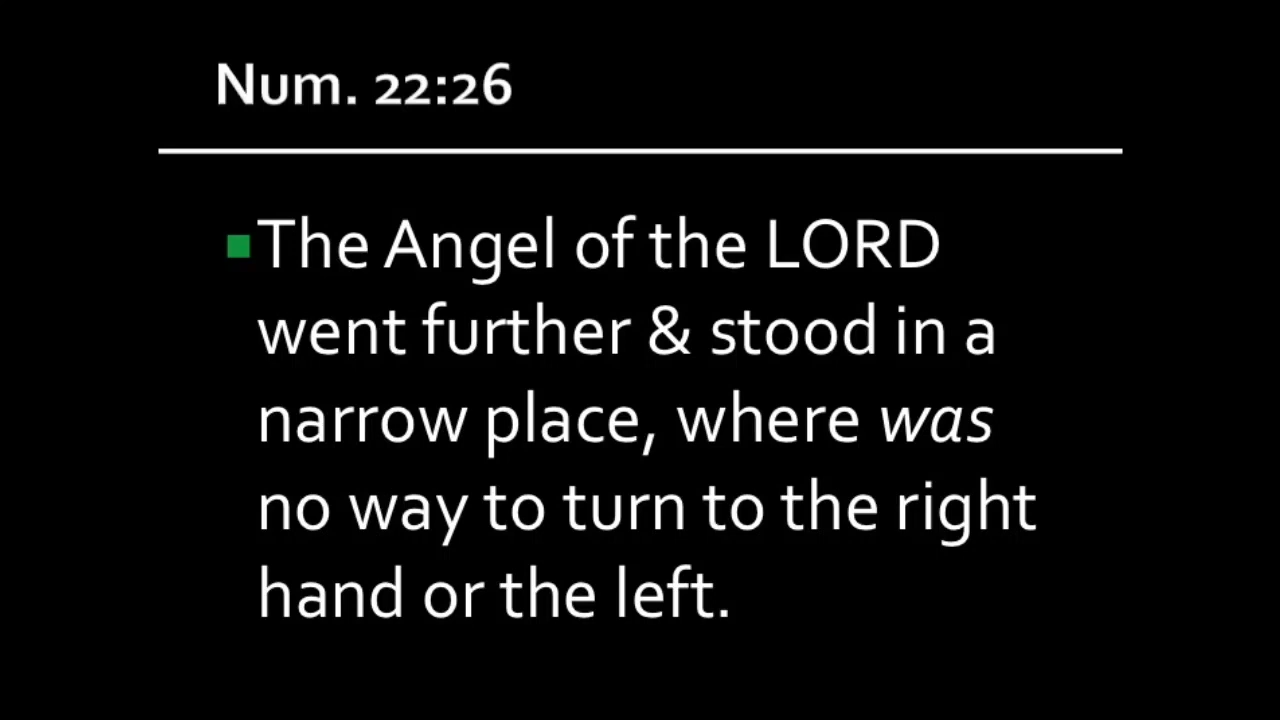 Num. 22:26
▪The Angel of the LORD
went further & stood in a
narrow place, where was
no way to turn to the right
hand or the left.